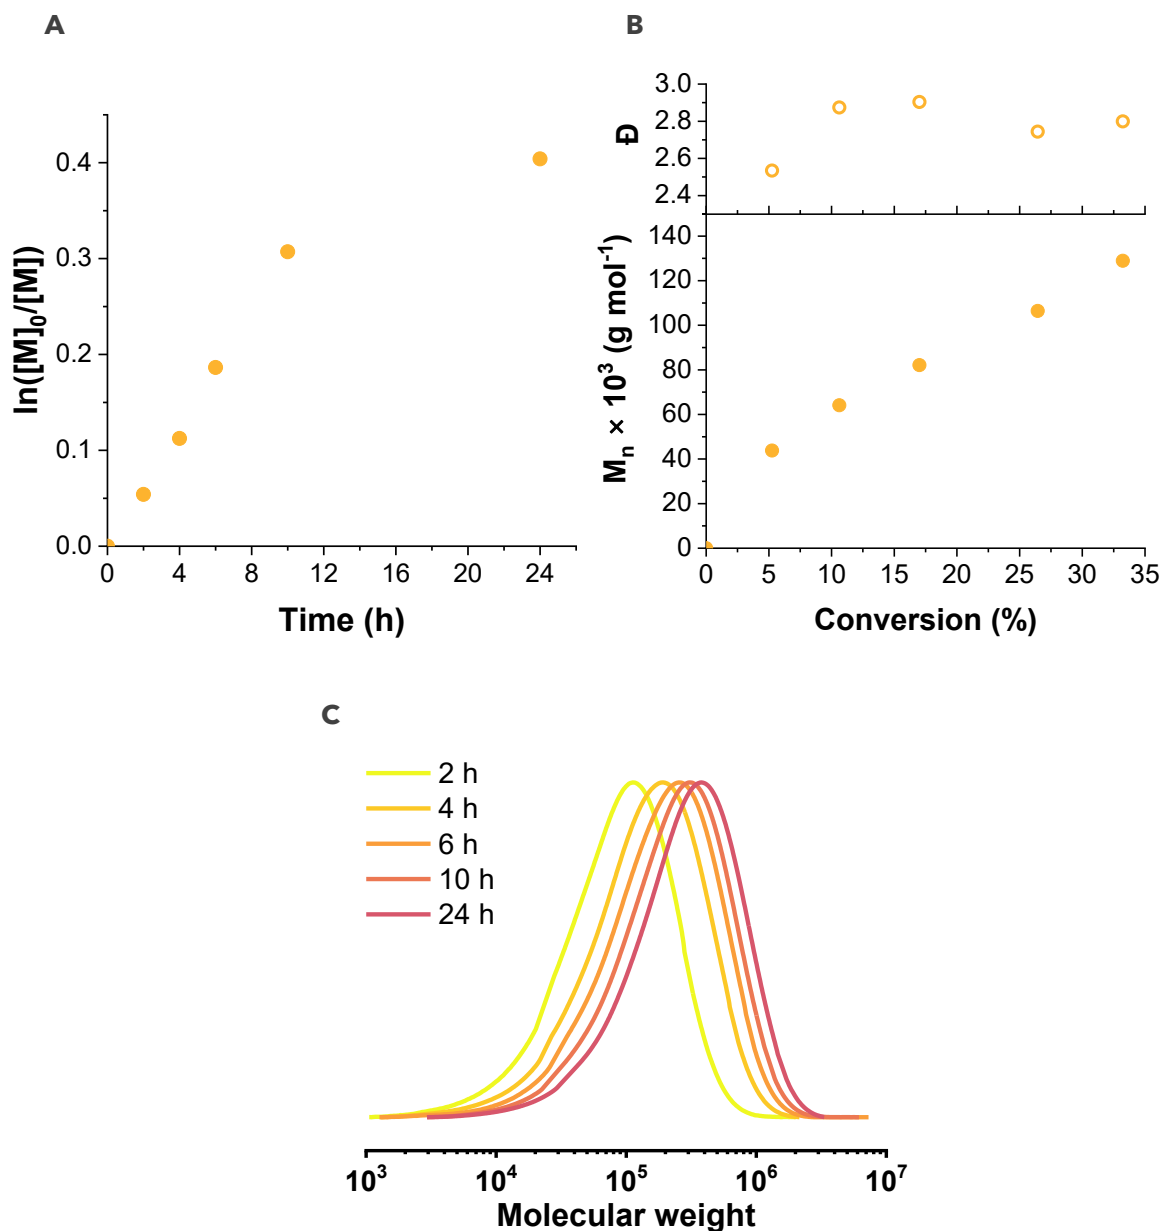 A
ln([M]₀/[M])
0.4
0.3
0.2
0.1
0.0
0 4 8 12 16 20 24
Time (h)
B
Đ
3.0
2.8
2.6
2.4
Mₙ × 10³ (g mol⁻¹)
140
120
100
80
60
40
20
0
0 5 10 15 20 25 30 35
Conversion (%)
C
2 h
4 h
6 h
10 h
24 h
10³ 10⁴ 10⁵ 10⁶ 10⁷
Molecular weight